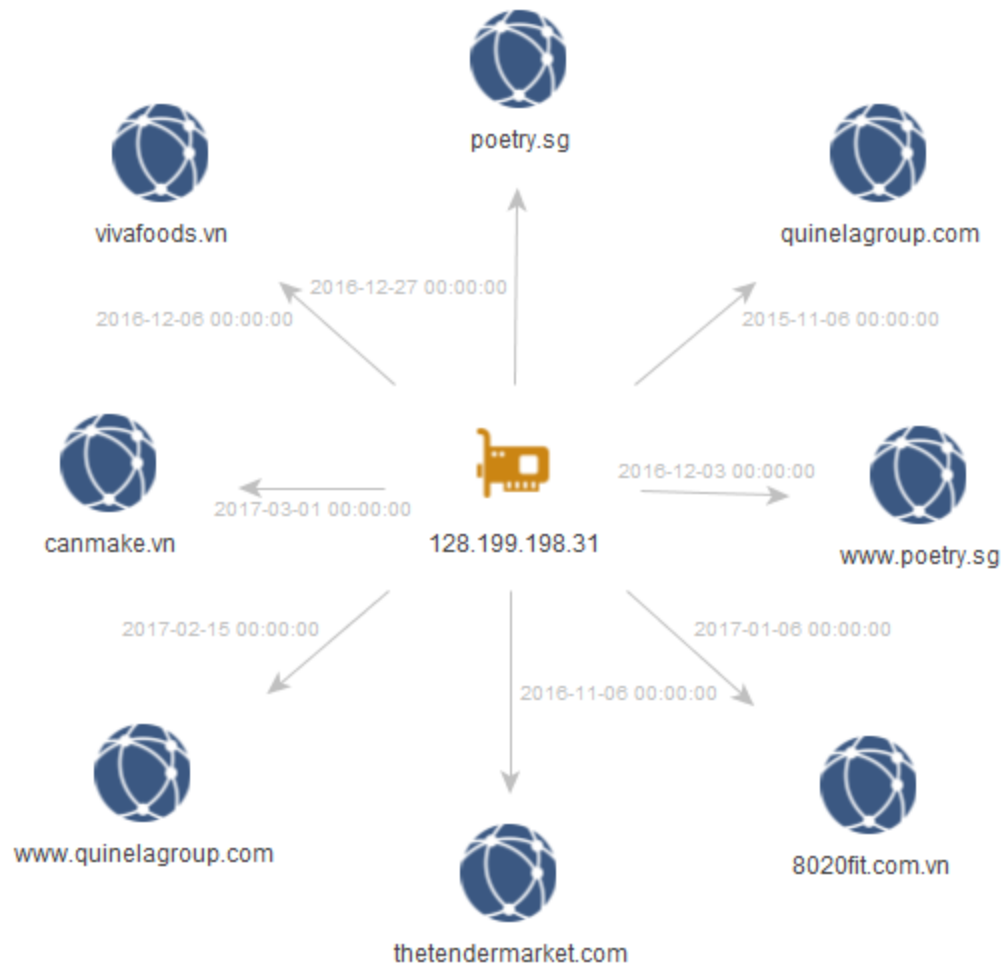 poetry.sg
vivafoods.vn
quinelagroup.com
2016-12-27 00:00:00
2016-12-06 00:00:00
2015-11-06 00:00:00
2016-12-03 00:00:00
2017-03-01 00:00:00
canmake.vn
128.199.198.31
www.poetry.sg
2017-02-15 00:00:00
2017-01-06 00:00:00
2016-11-06 00:00:00
www.quinelagroup.com
8020fit.com.vn
thetendermarket.com